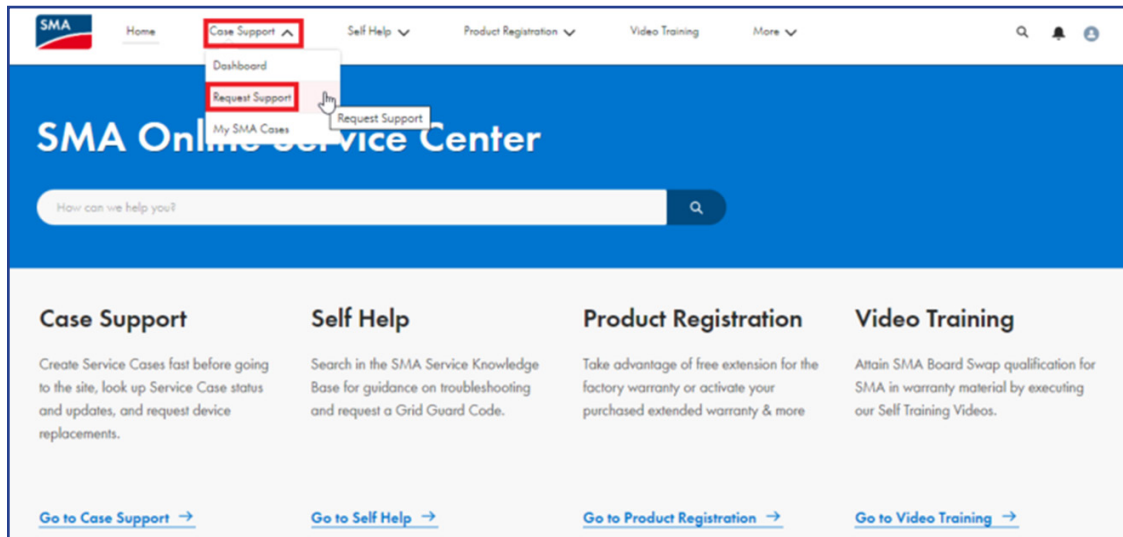 SMA
Home Case Support Self Help Product Registration Video Training More
Dashboard
Request Support
Request Support
My SMA Cases
SMA Online Service Center
How can we help you?
Case Support
Create Service Cases fast before going
to the site, look up Service Case status
and updates, and request device
replacements.
Go to Case Support →
Self Help
Search in the SMA Service Knowledge
Base for guidance on troubleshooting
and request a Grid Guard Code.
Go to Self Help →
Product Registration
Take advantage of free extension for the
factory warranty or activate your
purchased extended warranty & more
Go to Product Registration →
Video Training
Attain SMA Board Swap qualification for
SMA in warranty material by executing
our Self Training Videos.
Go to Video Training →